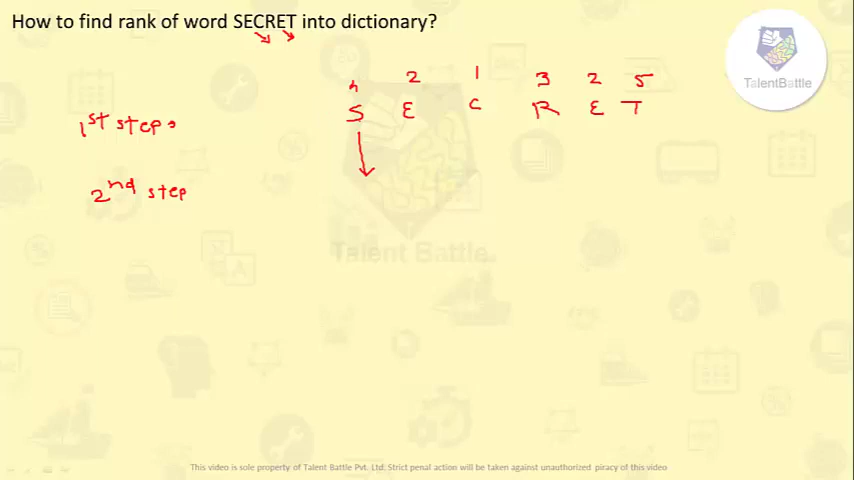 How to find rank of word SECRET into dictionary?
4 2 1 3 2 5
S E C R E T
1st step
2nd step
TalentBattle
Talent Battle
This video is sole property of Talent Battle Pvt. Ltd. Strict penal action will be taken against unauthorized piracy of this video